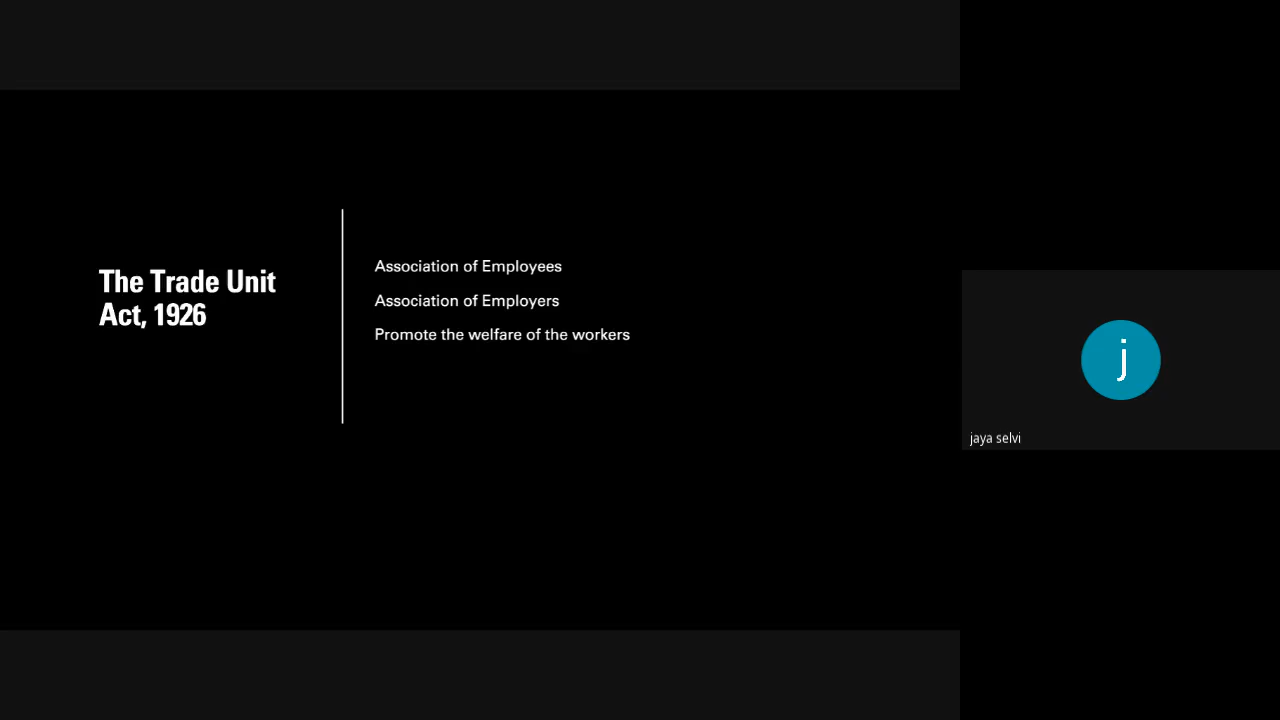 The Trade Unit
Act, 1926
Association of Employees
Association of Employers
Promote the welfare of the workers
j
jaya selvi